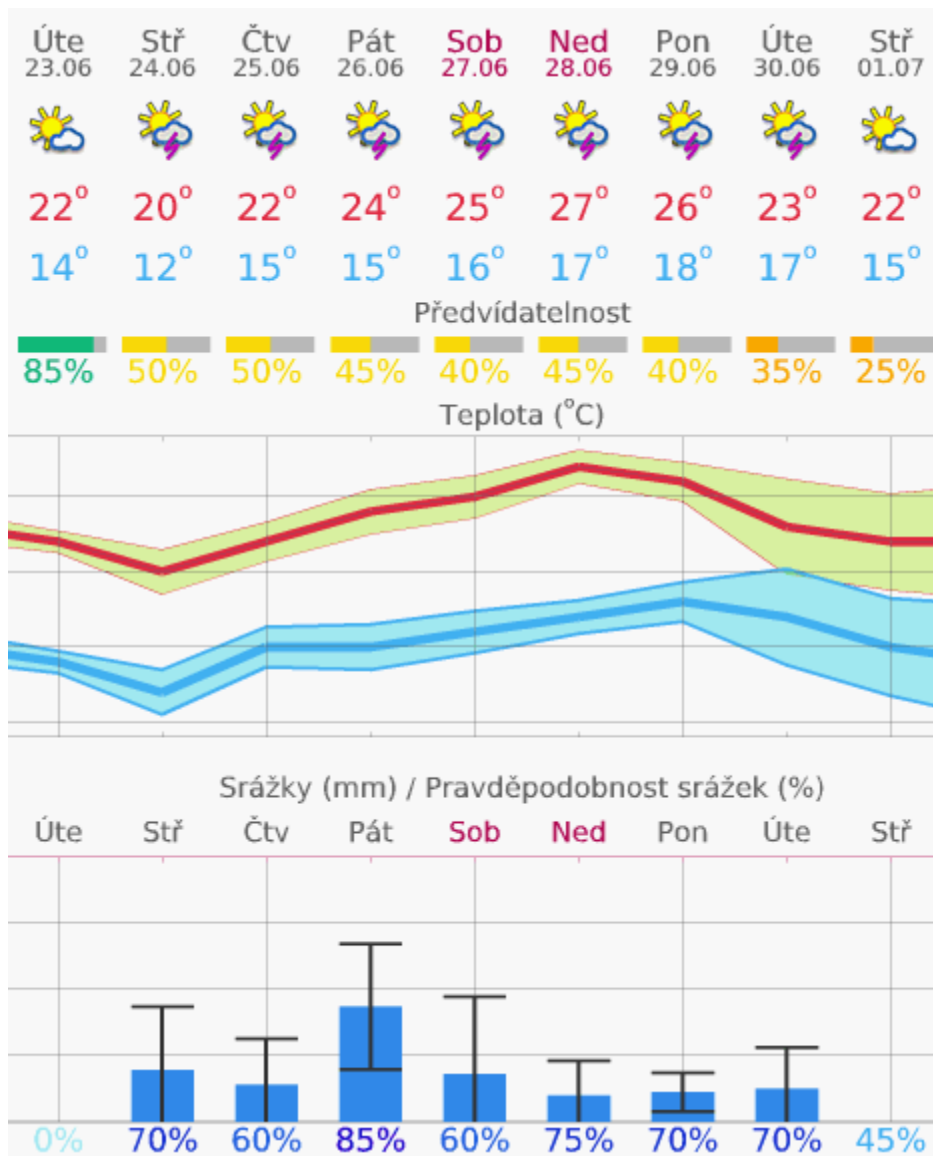 Úte Stř Čtv Pát Sob Ned Pon Úte Stř
23.06 24.06 25.06 26.06 27.06 28.06 29.06 30.06 01.07
22° 20° 22° 24° 25° 27° 26° 23° 22°
14° 12° 15° 15° 16° 17° 18° 17° 15°
Předvídatelnost
85% 50% 50% 45% 40% 45% 40% 35% 25%
Teplota (°C)
Srážky (mm) / Pravděpodobnost srážek (%)
Úte Stř Čtv Pát Sob Ned Pon Úte Stř
0% 70% 60% 85% 60% 75% 70% 70% 45%